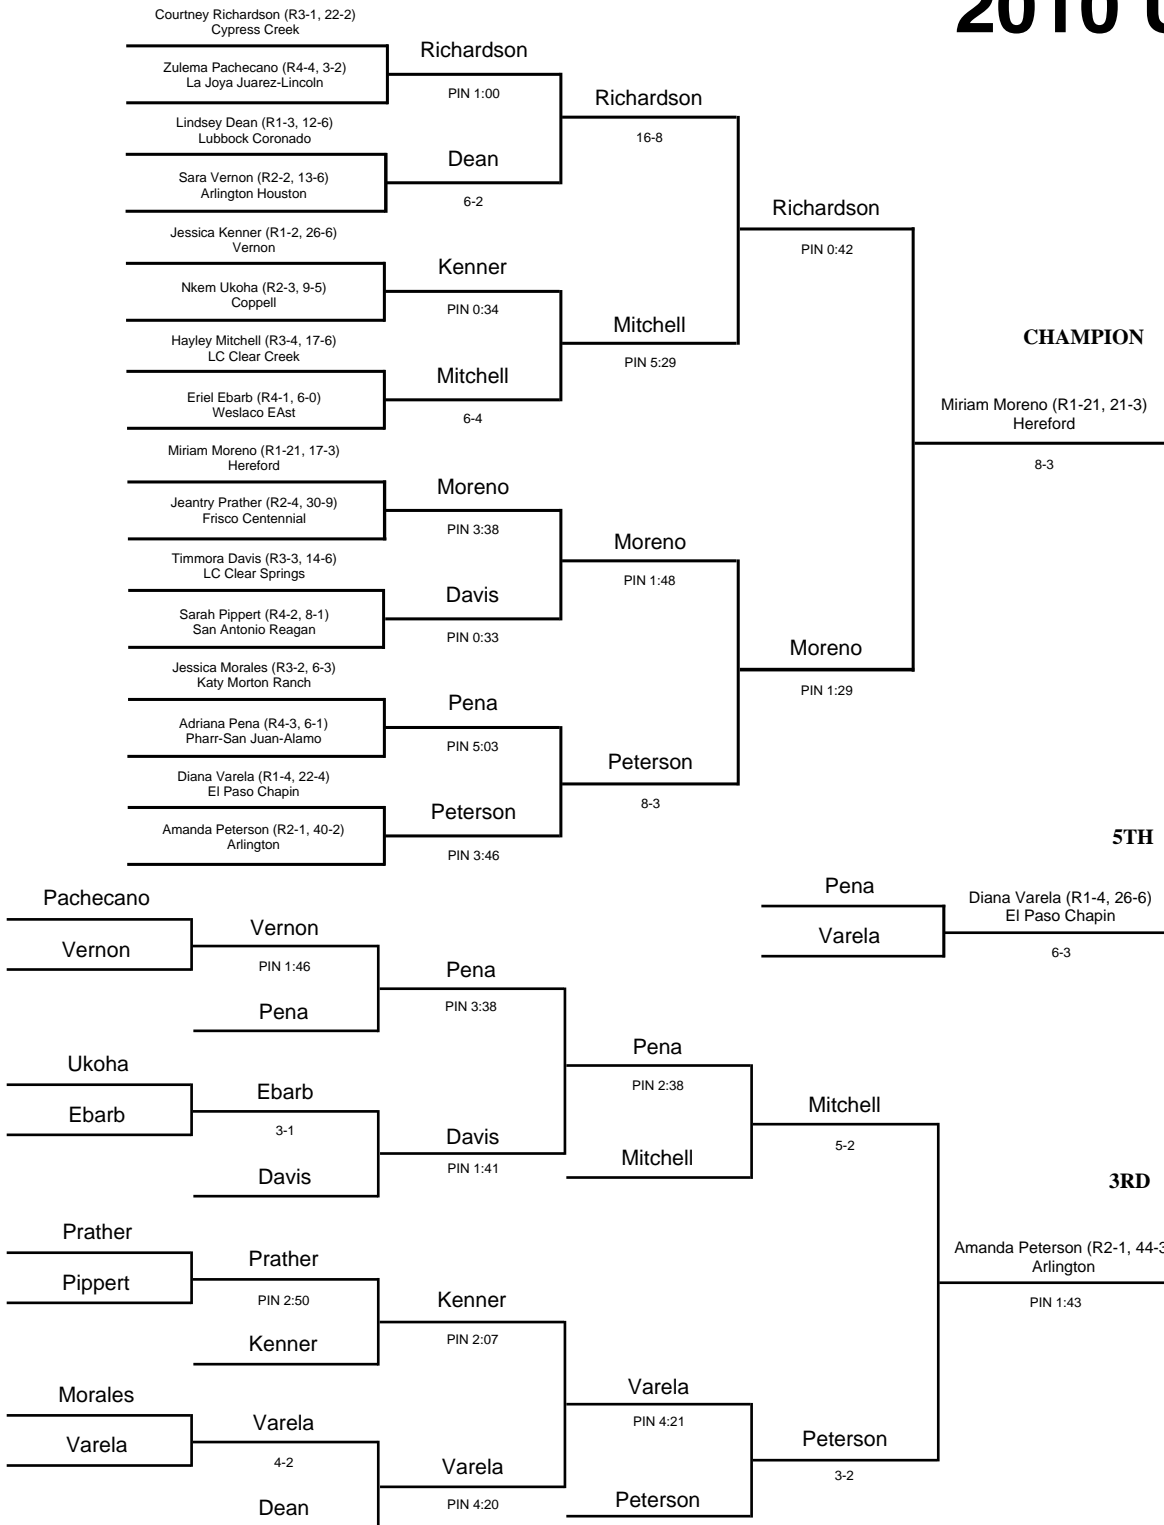 2010 U
Courtney Richardson (R3-1, 22-2)
Cypress Creek
Richardson
Zulema Pachecano (R4-4, 3-2)
La Joya Juarez-Lincoln
PIN 1:00
Richardson
16-8
Lindsey Dean (R1-3, 12-6)
Lubbock Coronado
Dean
Sara Vernon (R2-2, 13-6)
Arlington Houston
6-2
Richardson
PIN 0:42
Jessica Kenner (R1-2, 26-6)
Vernon
Kenner
Nkem Ukoha (R2-3, 9-5)
Coppell
PIN 0:34
Mitchell
PIN 5:29
Hayley Mitchell (R3-4, 17-6)
LC Clear Creek
Mitchell
Eriel Ebarb (R4-1, 6-0)
Weslaco EAst
6-4
CHAMPION
Miriam Moreno (R1-21, 21-3)
Hereford
8-3
Miriam Moreno (R1-21, 17-3)
Hereford
Moreno
Jeantry Prather (R2-4, 30-9)
Frisco Centennial
PIN 3:38
Moreno
PIN 1:48
Timmora Davis (R3-3, 14-6)
LC Clear Springs
Davis
Sarah Pippert (R4-2, 8-1)
San Antonio Reagan
PIN 0:33
Moreno
PIN 1:29
Jessica Morales (R3-2, 6-3)
Katy Morton Ranch
Pena
Adriana Pena (R4-3, 6-1)
Pharr-San Juan-Alamo
PIN 5:03
Peterson
8-3
Diana Varela (R1-4, 22-4)
El Paso Chapin
Peterson
Amanda Peterson (R2-1, 40-2)
Arlington
PIN 3:46
5TH
Pena
Varela
Diana Varela (R1-4, 26-6)
El Paso Chapin
6-3
Pachecano
Vernon
Vernon
PIN 1:46
Pena
Pena
PIN 3:38
Ukoha
Ebarb
Ebarb
3-1
Davis
Davis
PIN 1:41
Pena
PIN 2:38
Mitchell
Mitchell
5-2
3RD
Amanda Peterson (R2-1, 44-3
Arlington
PIN 1:43
Prather
Pippert
Prather
PIN 2:50
Kenner
Kenner
PIN 2:07
Morales
Varela
Varela
4-2
Dean
Varela
PIN 4:20
Varela
PIN 4:21
Peterson
Peterson
3-2